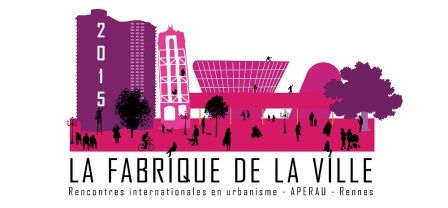 2015
LA FABRIQUE DE LA VILLE
Rencontres internationales en urbanisme - APERAU - Rennes